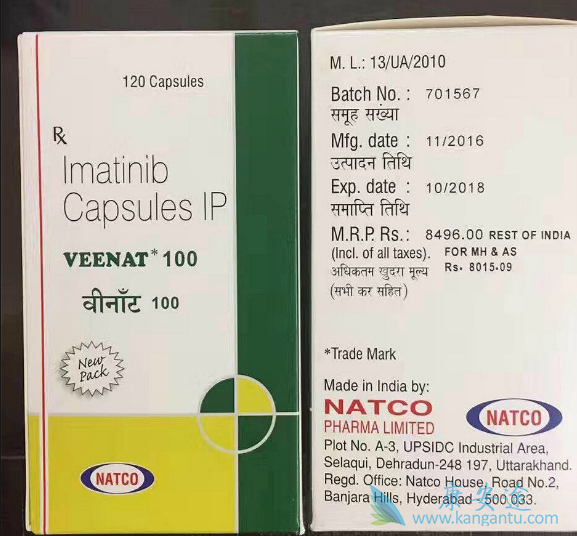 120 Capsules
Rx
Imatinib
Capsules IP
VEENAT* 100
वीनाँट 100
New
Pack
NATCO
M. L.: 13/UA/2010
Batch No. : 701567
समूह सख्या
Mfg. date : 11/2016
उत्पादन तिथि
Exp. date : 10/2018
समाप्ति तिथि
M.R.P. Rs.: 8496.00 REST OF INDIA
(Incl. of all taxes). FOR MH & AS
अधिकतम खुदरा मूल्य Rs. 8015.09
(सभी कर सहित)
*Trade Mark
Made in India by:
NATCO
PHARMA LIMITED
NATCO
Plot No. A-3, UPSIDC Industrial Area,
Selaqui, Dehradun-248 197, Uttarakhand.
Regd. Office: Natco House, Road No.2,
Banjara Hills, Hyderabad - 500 033.
康安途
www.kangantu.com